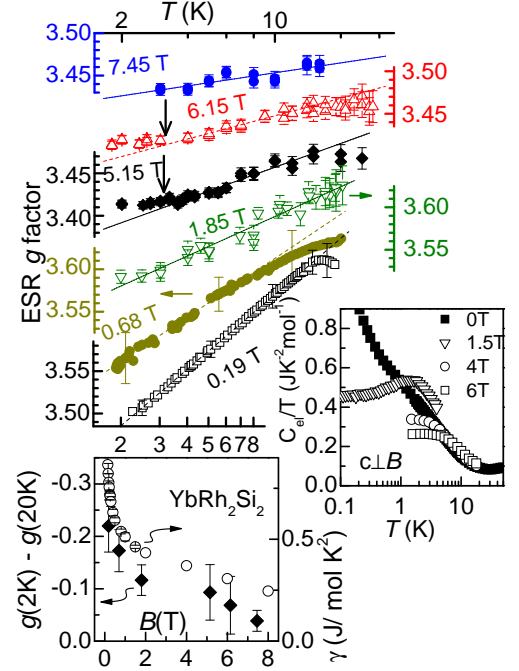 T (K)
2 10
3.50
3.45
7.45 T
3.50
3.45
6.15 T
3.45
3.40
5.15 T
3.60
3.55
1.85 T
3.60
3.55
0.68 T
3.55
3.50
0.19 T
ESR g factor
2 3 4 5 6 7 8
0.8
0.6
0.4
0.2
0.0
C_el/T (JK^-2mol^-1)
0T
1.5T
4T
6T
c⊥B
0.1 1 10
T (K)
-0.3
-0.2
-0.1
0.0
g(2K) - g(20K)
YbRh_2Si_2
0.5
0.0
γ (J/ mol K^2)
B(T)
0 2 4 6 8